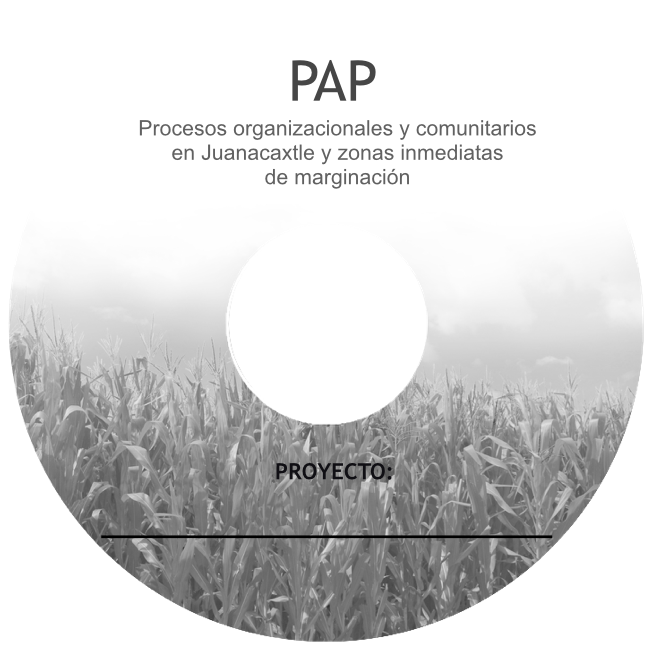 PAP
Procesos organizacionales y comunitarios
en Juanacaxtle y zonas inmediatas
de marginación
PROYECTO: